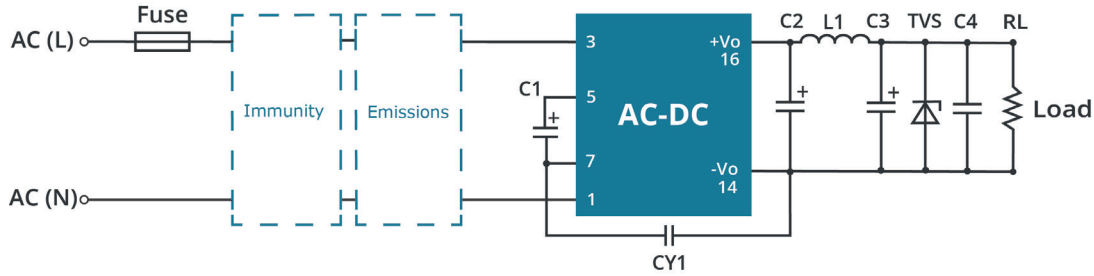 Fuse
C2 L1 C3 TVS C4 RL
AC (L)
3
+Vo
16
C1
+
5
+
+
Immunity
Emissions
AC-DC
Load
7
-Vo
14
AC (N)
1
CY1